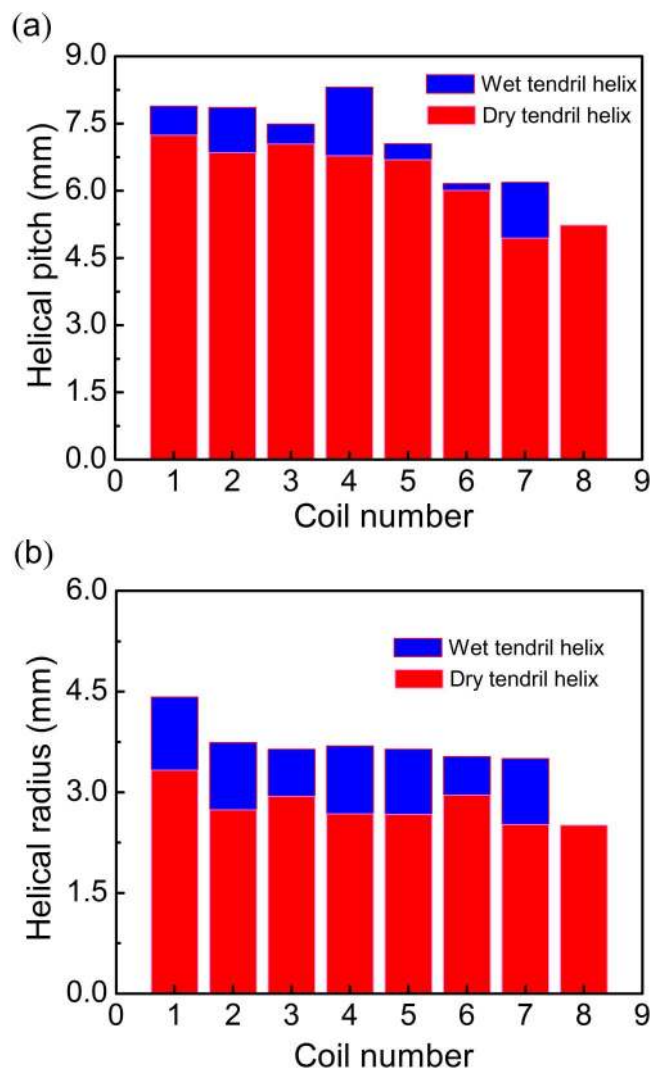 (a)
9.0
7.5
6.0
4.5
3.0
1.5
0.0
Helical pitch (mm)
Wet tendril helix
Dry tendril helix
0 1 2 3 4 5 6 7 8 9
Coil number
(b)
6.0
4.5
3.0
1.5
0.0
Helical radius (mm)
Wet tendril helix
Dry tendril helix
0 1 2 3 4 5 6 7 8 9
Coil number